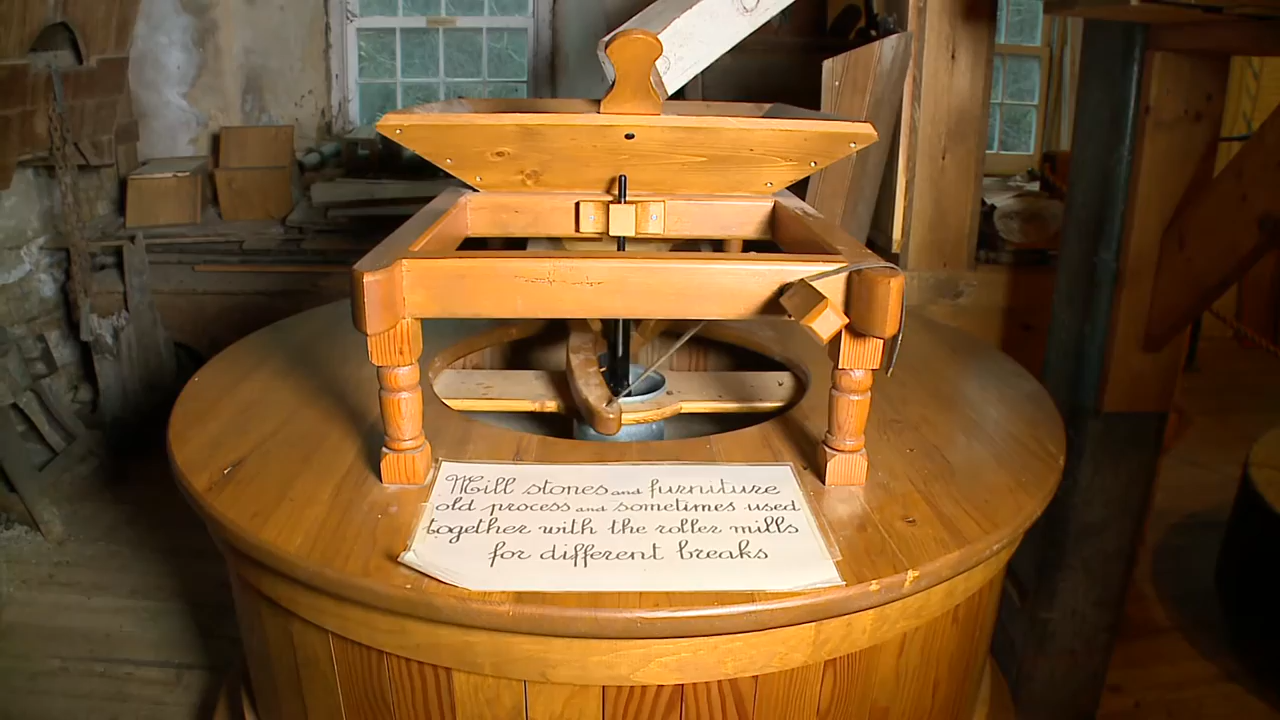 Mill stones and furniture
old process and sometimes used
together with the roller mills
for different breaks